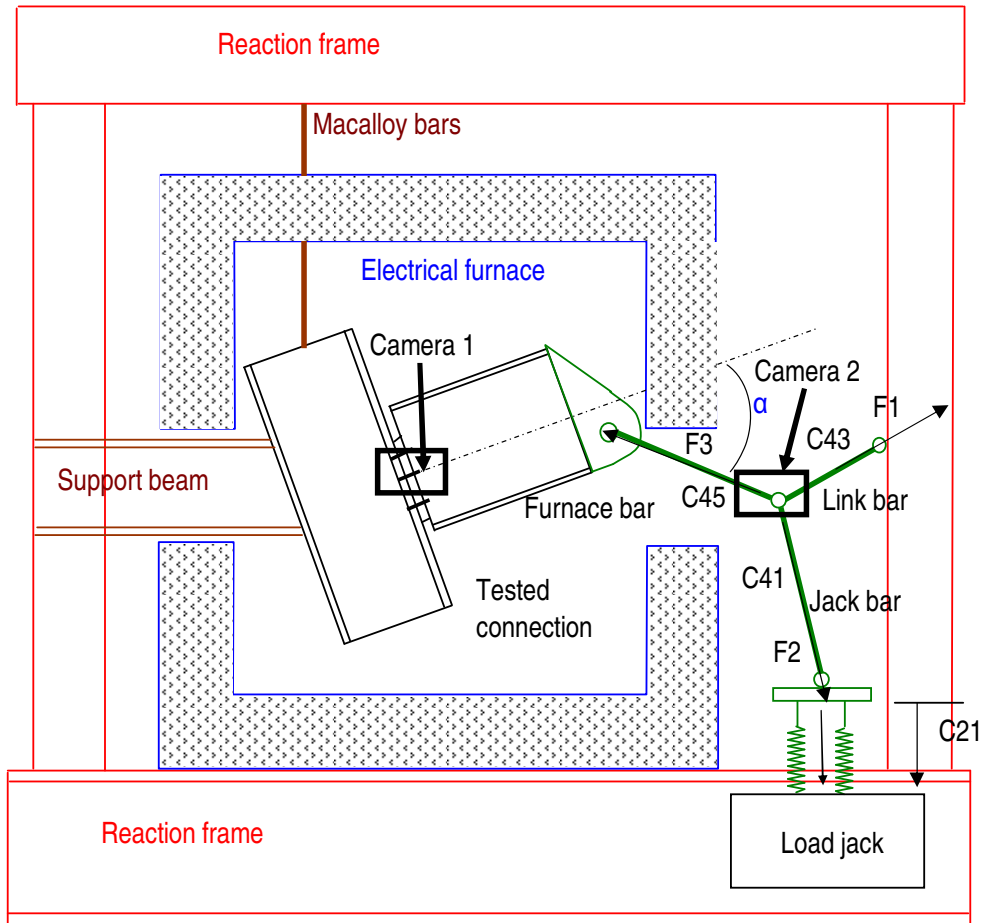 Reaction frame
Macalloy bars
Electrical furnace
Camera 1
Camera 2
α
F1
F3
C43
Support beam
Furnace bar
C45
Link bar
C41
Tested
connection
Jack bar
F2
C21
Reaction frame
Load jack